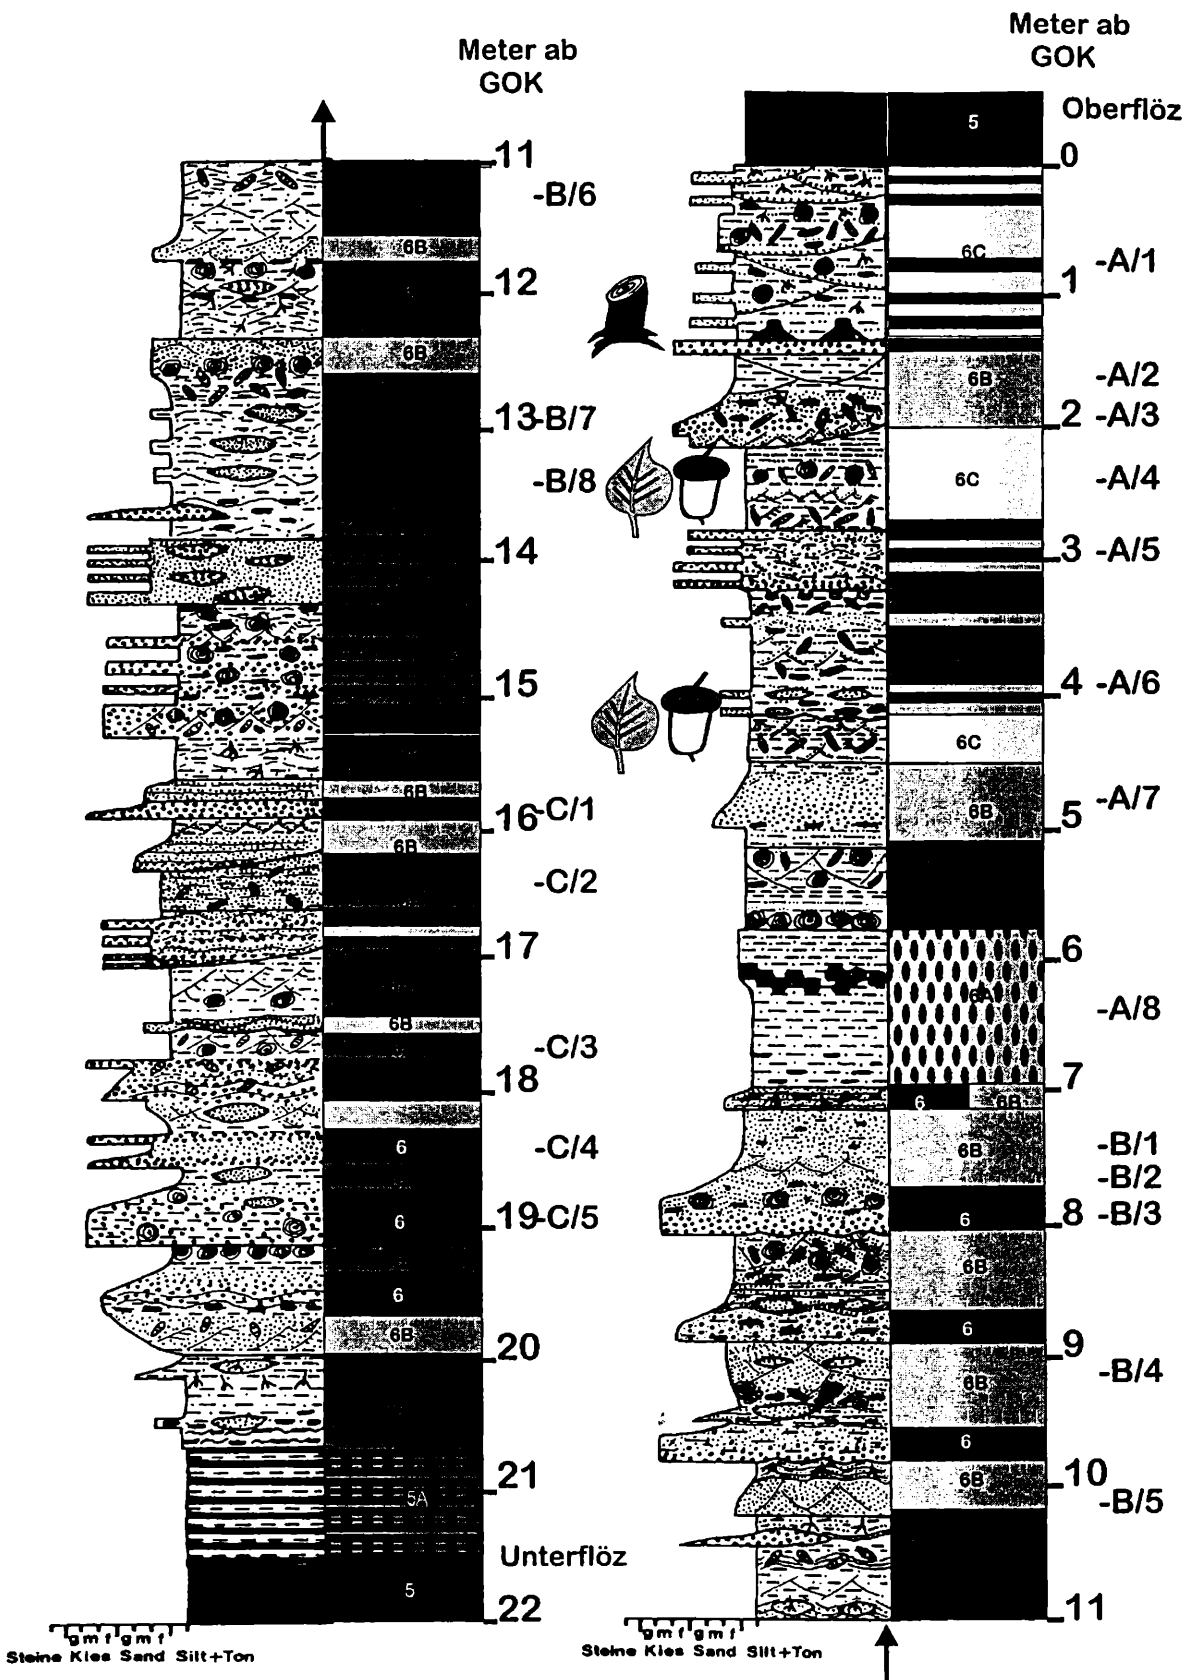 Meter ab
GOK
11
-B/6
6B
12
6B
13-B/7
-B/8
14
15
6B
16-C/1
6B
-C/2
17
6B
-C/3
18
6
-C/4
6
19-C/5
6
6B
20
21
5A
Unterflöz
5
22
g m f g m f
Steine Kies Sand Silt+Ton
Meter ab
GOK
Oberflöz
5
0
6C
-A/1
1
6B
-A/2
2 -A/3
6C
-A/4
3 -A/5
4 -A/6
6C
6B
-A/7
5
6
6A
-A/8
7
6
6B
6B
-B/1
-B/2
6
8 -B/3
6B
6
9
-B/4
6B
6
6B
10
-B/5
11
g m f g m f
Steine Kies Sand Silt+Ton